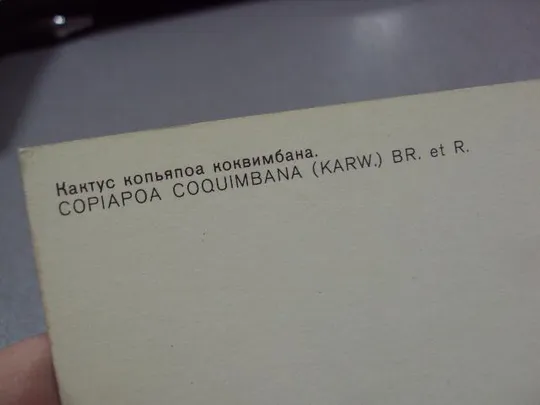 Кактус копьяпоа коквимбана.
COPIAPOA COQUIMBANA (KARW.) BR. et R.